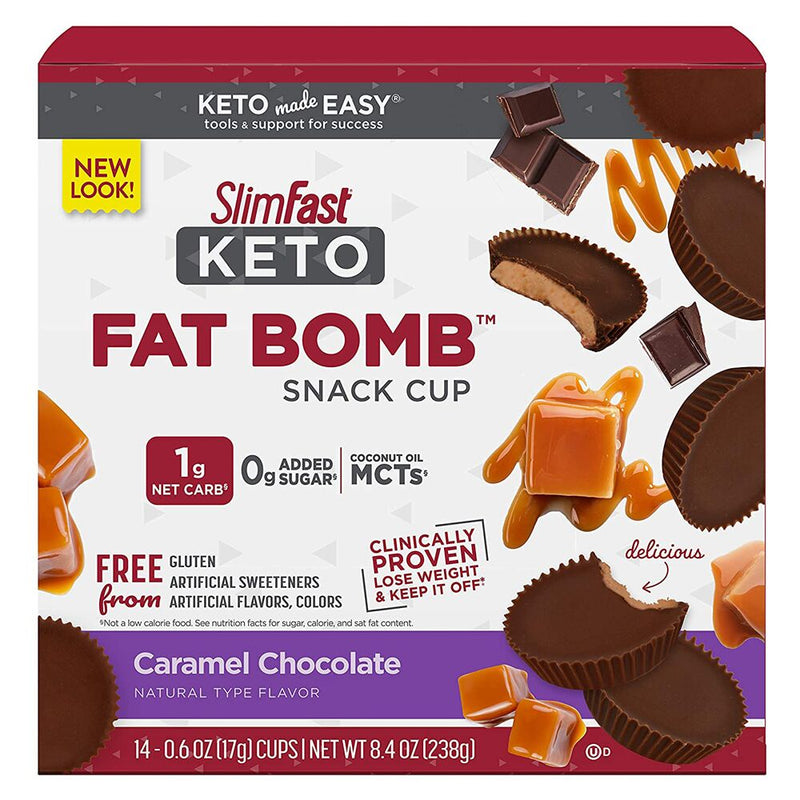 KETO made EASY®
tools & support for success
NEW
LOOK!
SlimFast
KETO
FAT BOMB™
SNACK CUP
1g
NET CARB§
0g ADDED
SUGAR§
COCONUT OIL
MCTs§
FREE
from
GLUTEN
ARTIFICIAL SWEETENERS
ARTIFICIAL FLAVORS, COLORS
CLINICALLY
PROVEN
LOSE WEIGHT
& KEEP IT OFF*
delicious
§Not a low calorie food. See nutrition facts for sugar, calorie, and sat fat content.
Caramel Chocolate
NATURAL TYPE FLAVOR
14 - 0.6 OZ (17g) CUPS | NET WT 8.4 OZ (238g)
U D